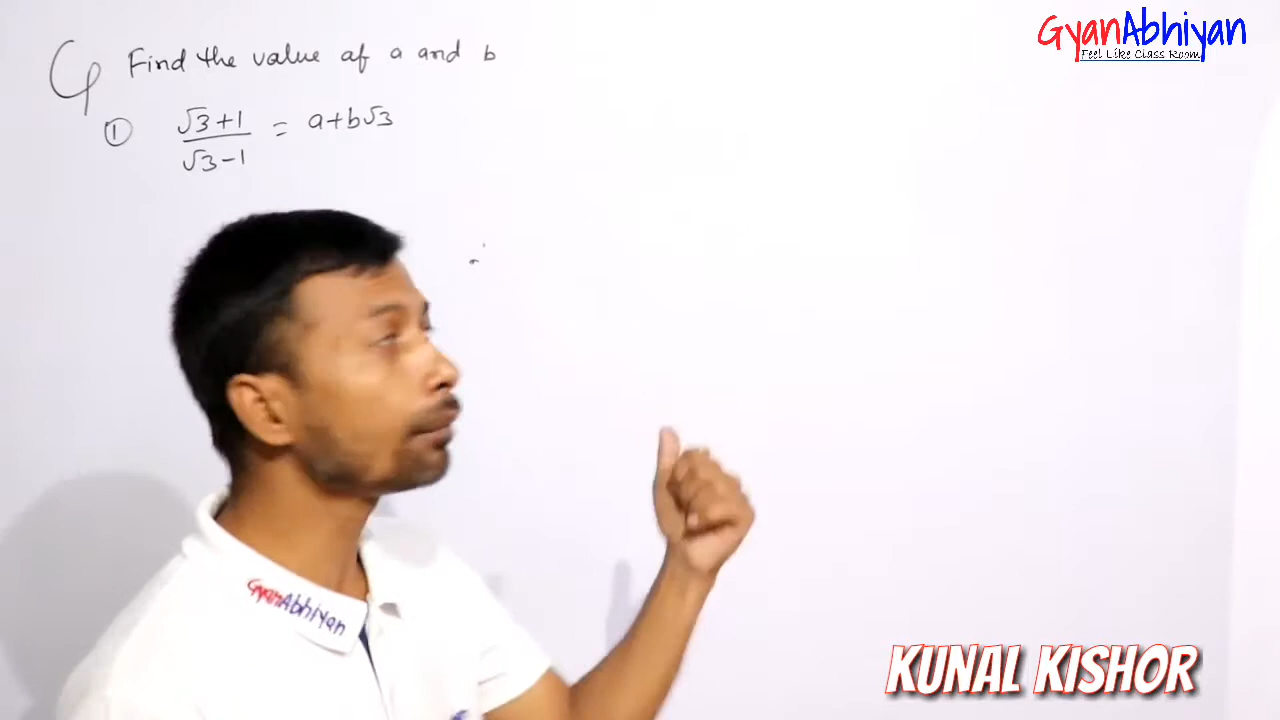 GyanAbhiyan
Feel Like Class Room
Q Find the value of a and b
① √3+1/√3-1 = a+b√3
GyanAbhiyan
KUNAL KISHOR